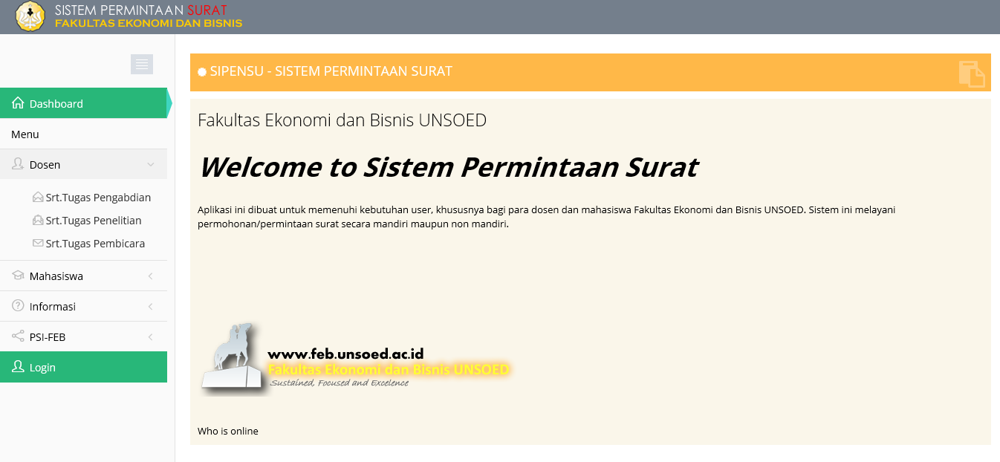 SISTEM PERMINTAAN SURAT
FAKULTAS EKONOMI DAN BISNIS
Dashboard
Menu
Dosen
Srt.Tugas Pengabdian
Srt.Tugas Penelitian
Srt.Tugas Pembicara
Mahasiswa
Informasi
PSI-FEB
Login
SIPENSU - SISTEM PERMINTAAN SURAT
Fakultas Ekonomi dan Bisnis UNSOED
Welcome to Sistem Permintaan Surat
Aplikasi ini dibuat untuk memenuhi kebutuhan user, khususnya bagi para dosen dan mahasiswa Fakultas Ekonomi dan Bisnis UNSOED. Sistem ini melayani
permohonan/permintaan surat secara mandiri maupun non mandiri.
www.feb.unsoed.ac.id
Fakultas Ekonomi dan Bisnis UNSOED
Sustained, Focused and Excelence
Who is online